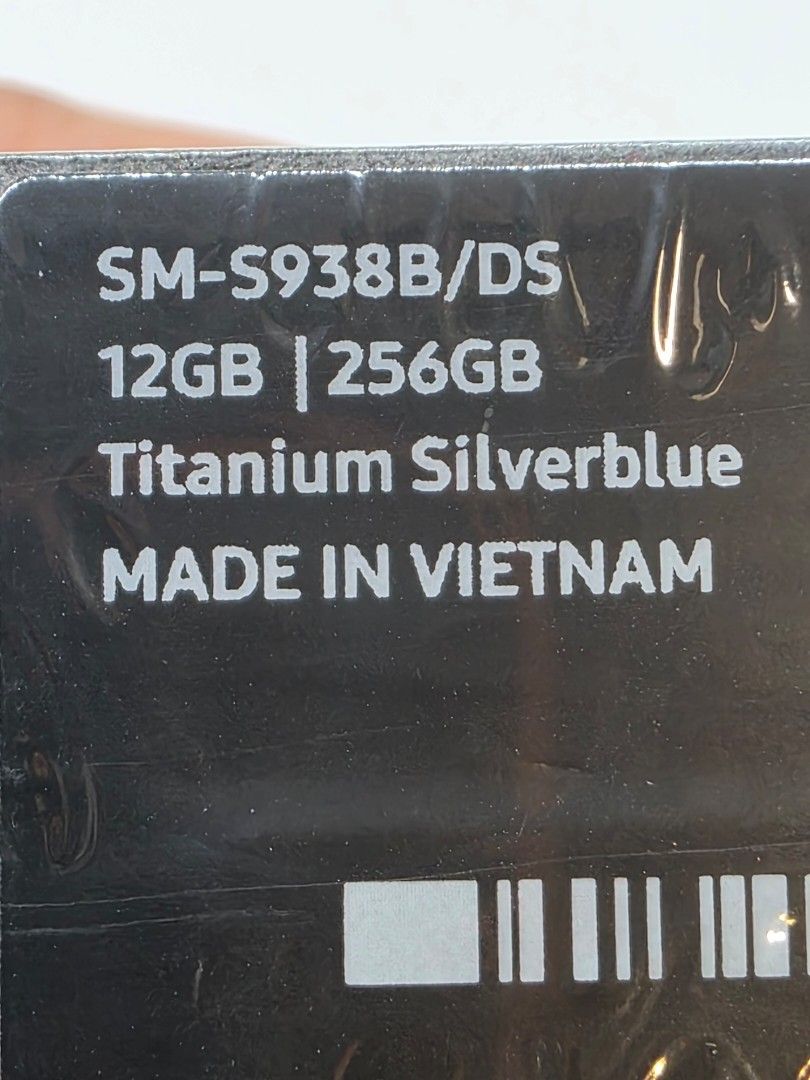 SM-S938B/DS
12GB | 256GB
Titanium Silverblue
MADE IN VIETNAM